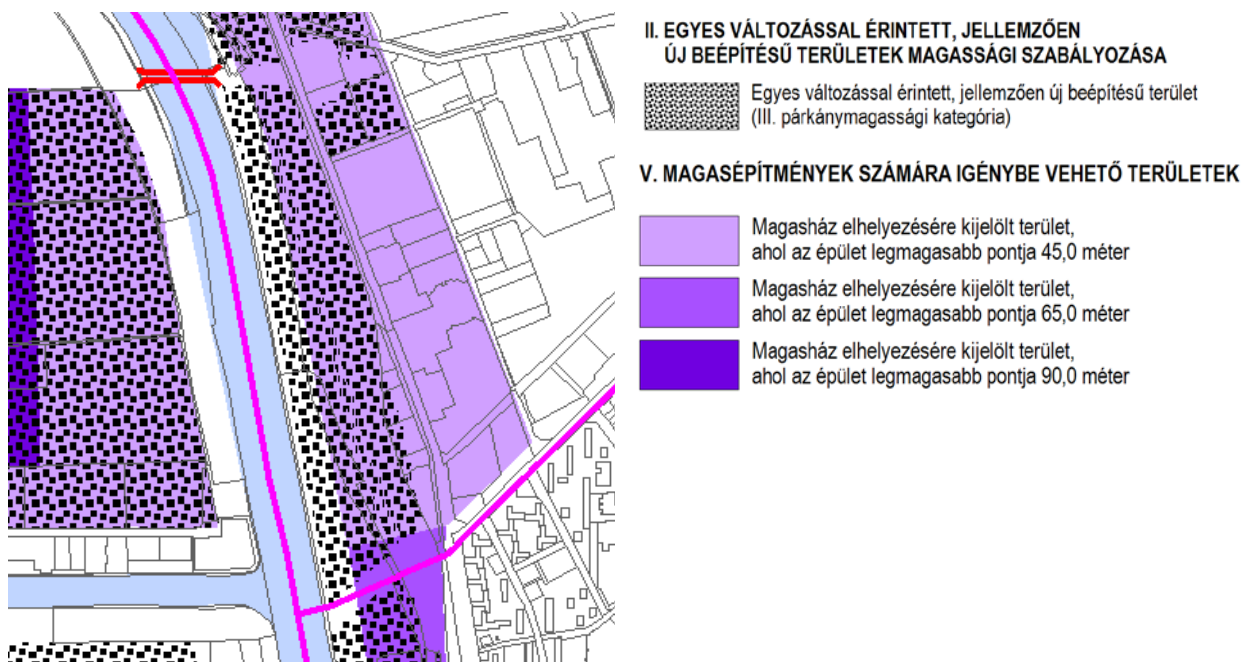 II. EGYES VÁLTOZÁSSAL ÉRINTETT, JELLEMZŐEN
ÚJ BEÉPÍTÉSŰ TERÜLETEK MAGASSÁGI SZABÁLYOZÁSA
Egyes változással érintett, jellemzően új beépítésű terület
(III. párkánymagassági kategória)
V. MAGASÉPÍTMÉNYEK SZÁMÁRA IGÉNYBE VEHETŐ TERÜLETEK
Magasház elhelyezésére kijelölt terület,
ahol az épület legmagasabb pontja 45,0 méter
Magasház elhelyezésére kijelölt terület,
ahol az épület legmagasabb pontja 65,0 méter
Magasház elhelyezésére kijelölt terület,
ahol az épület legmagasabb pontja 90,0 méter